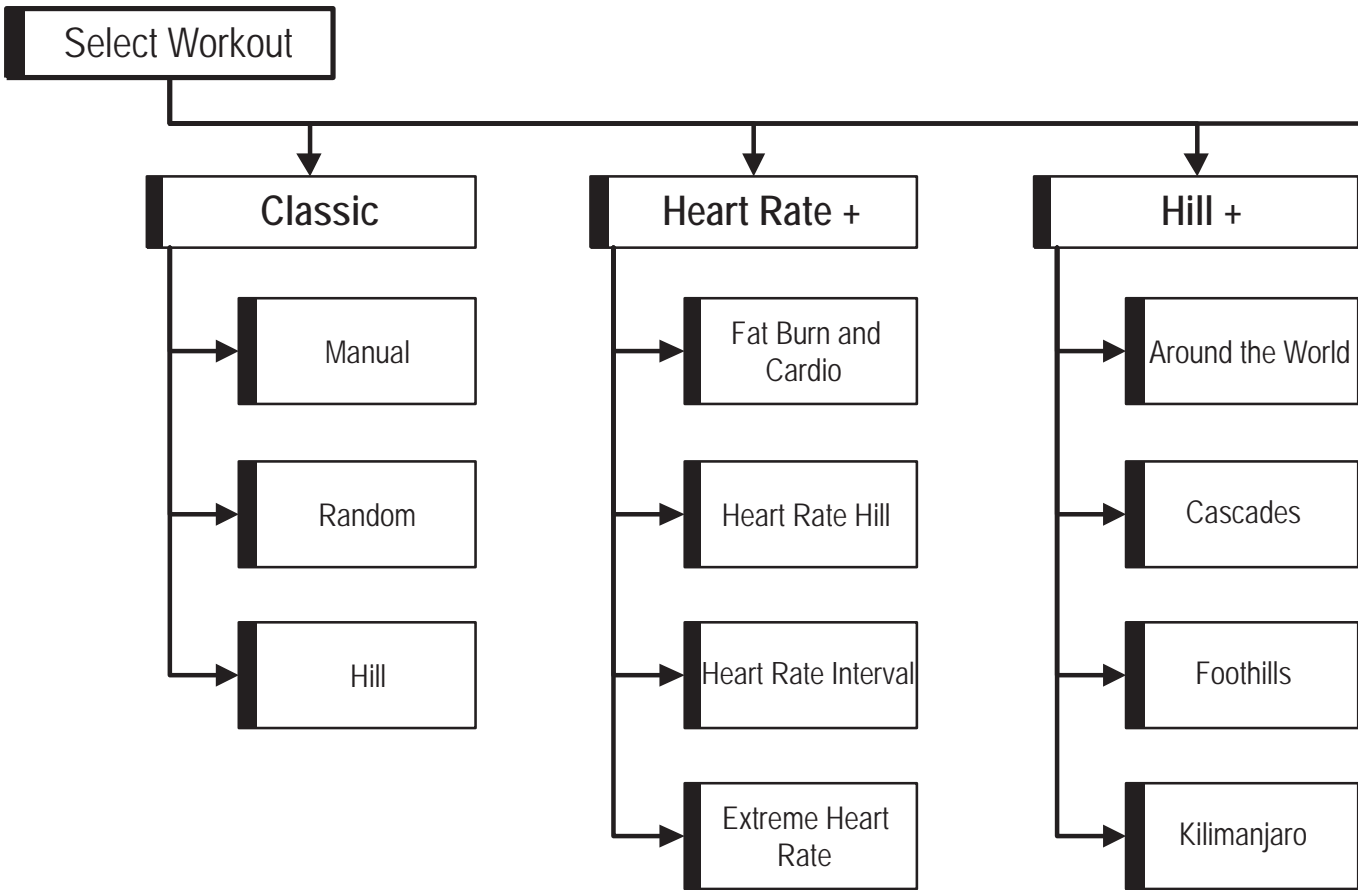 Select Workout
Classic
Heart Rate +
Hill +
Manual
Fat Burn and
Cardio
Around the World
Random
Heart Rate Hill
Cascades
Hill
Heart Rate Interval
Foothills
Extreme Heart
Rate
Kilimanjaro